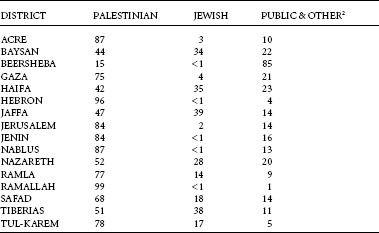 DISTRICT PALESTINIAN JEWISH PUBLIC & OTHER²
ACRE 87 3 10
BAYSAN 44 34 22
BEERSHEBA 15 <1 85
GAZA 75 4 21
HAIFA 42 35 23
HEBRON 96 <1 4
JAFFA 47 39 14
JERUSALEM 84 2 14
JENIN 84 <1 16
NABLUS 87 <1 13
NAZARETH 52 28 20
RAMLA 77 14 9
RAMALLAH 99 <1 1
SAFAD 68 18 14
TIBERIAS 51 38 11
TUL-KAREM 78 17 5